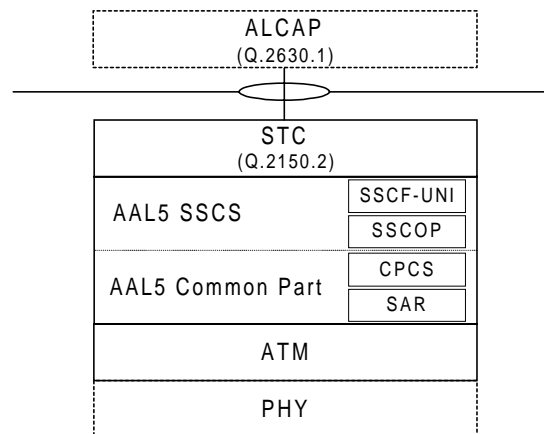 ALCAP
(Q.2630.1)
STC
(Q.2150.2)
AAL5 SSCS
SSCF-UNI
SSCOP
AAL5 Common Part
CPCS
SAR
ATM
PHY